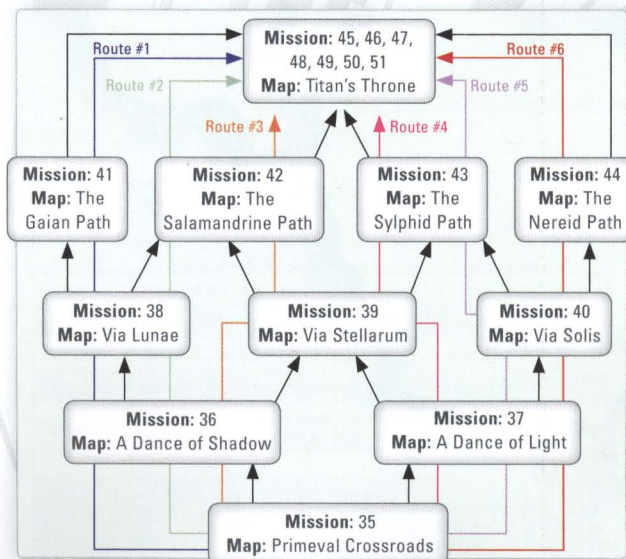 Route #1
Mission: 45, 46, 47,
48, 49, 50, 51
Map: Titan's Throne
Route #6
Route #2
Route #5
Route #3
Route #4
Mission: 41
Map: The
Gaian Path
Mission: 42
Map: The
Salamandrine Path
Mission: 43
Map: The
Sylphid Path
Mission: 44
Map: The
Nereid Path
Mission: 38
Map: Via Lunae
Mission: 39
Map: Via Stellarum
Mission: 40
Map: Via Solis
Mission: 36
Map: A Dance of Shadow
Mission: 37
Map: A Dance of Light
Mission: 35
Map: Primeval Crossroads